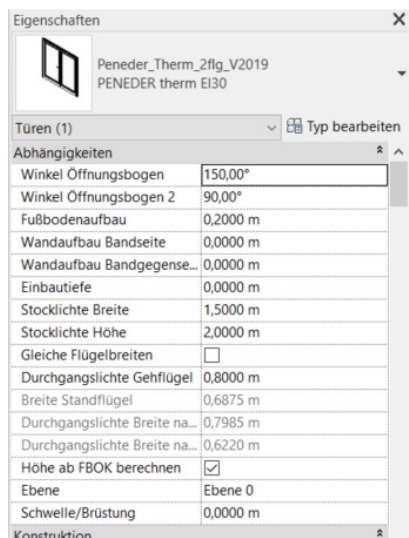 Eigenschaften
Peneder_Therm_2flg_V2019
PENEDER therm EI30
Türen (1) Typ bearbeiten
Abhängigkeiten
Winkel Öffnungsbogen 150,00°
Winkel Öffnungsbogen 2 90,00°
Fußbodenaufbau 0,2000 m
Wandaufbau Bandseite 0,0000 m
Wandaufbau Bandgegense... 0,0000 m
Einbautiefe 0,0000 m
Stocklichte Breite 1,5000 m
Stocklichte Höhe 2,0000 m
Gleiche Flügelbreiten
Durchgangslichte Gehflügel 0,8000 m
Breite Standflügel 0,6875 m
Durchgangslichte Breite na... 0,7985 m
Durchgangslichte Breite na... 0,6220 m
Höhe ab FBOK berechnen
Ebene Ebene 0
Schwelle/Brüstung 0,0000 m
Konstruktion